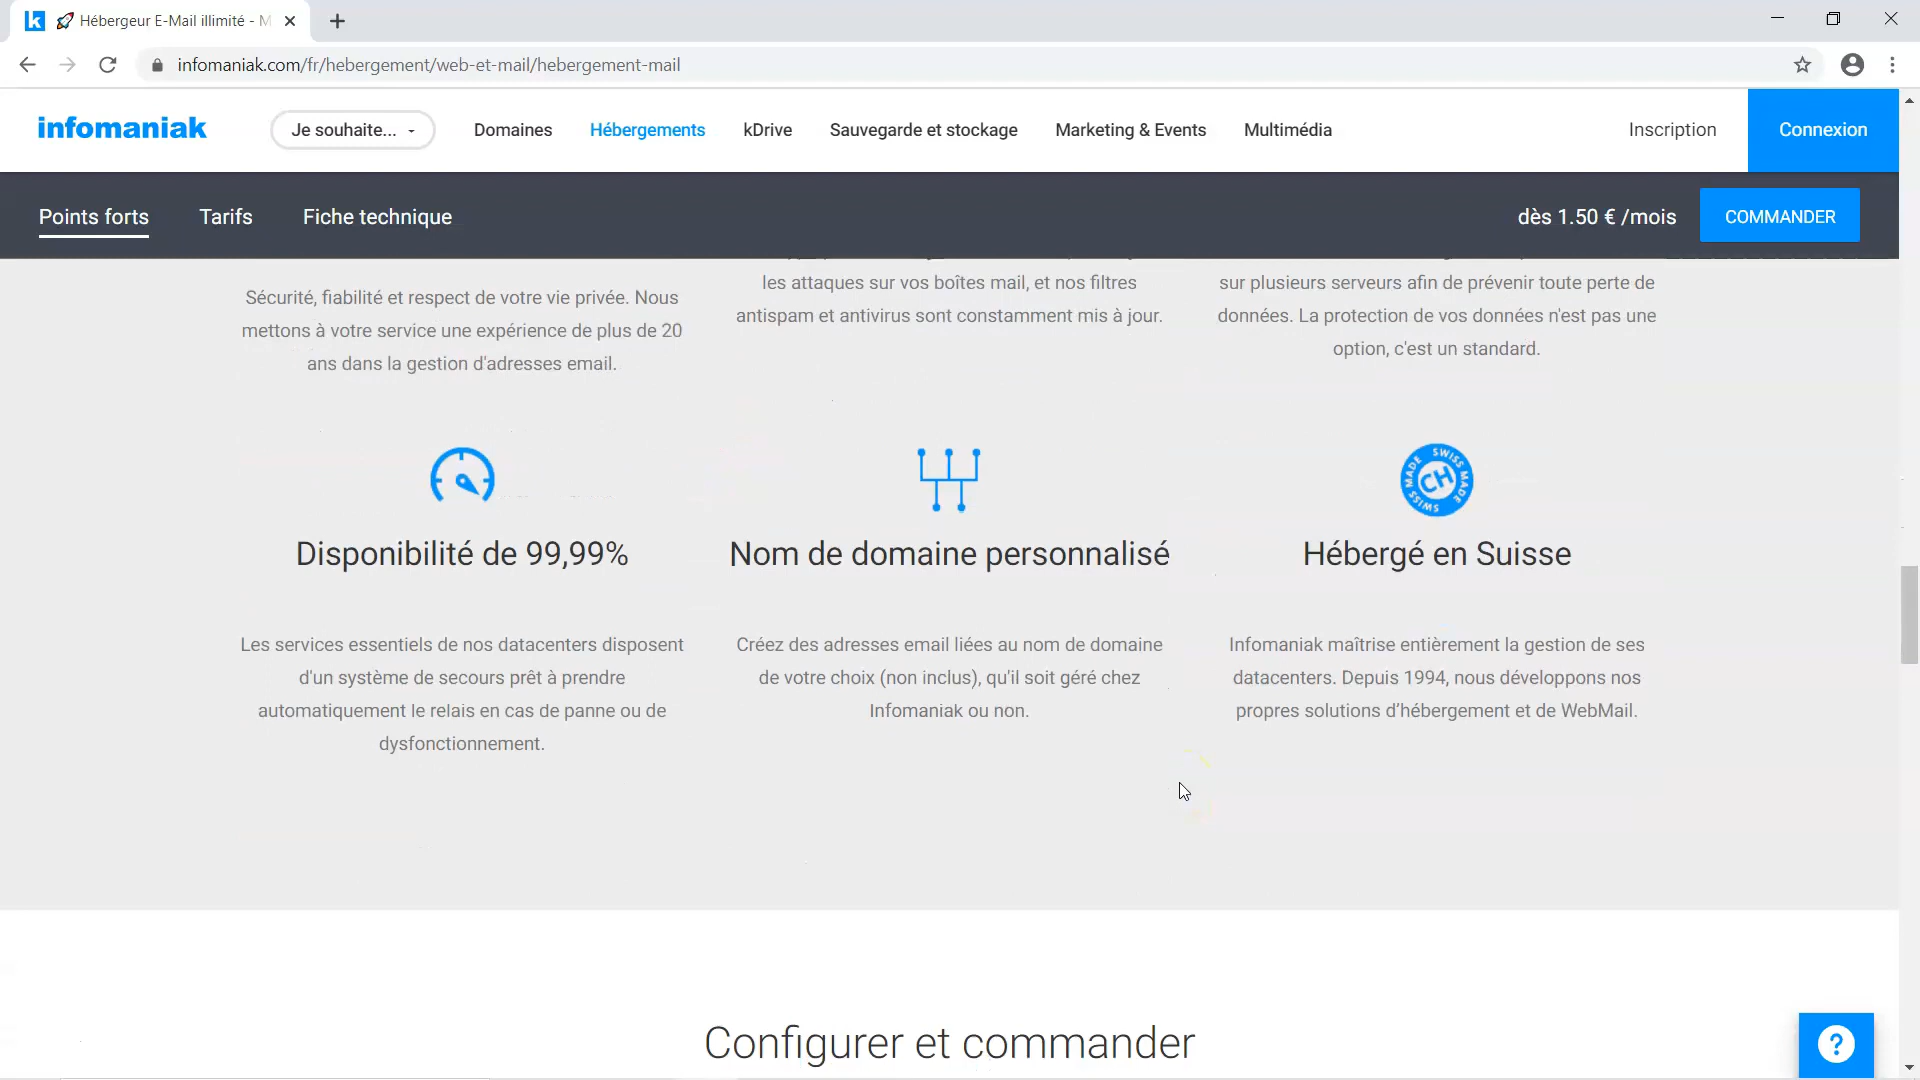 Hébergeur E-Mail illimité - M
infomaniak.com/fr/hebergement/web-et-mail/hebergement-mail
infomaniak
Je souhaite...
Domaines
Hébergements
kDrive
Sauvegarde et stockage
Marketing & Events
Multimédia
Inscription
Connexion
Points forts
Tarifs
Fiche technique
dès 1.50 € /mois
COMMANDER
Sécurité, fiabilité et respect de votre vie privée. Nous
mettons à votre service une expérience de plus de 20
ans dans la gestion d'adresses email.
les attaques sur vos boîtes mail, et nos filtres
antispam et antivirus sont constamment mis à jour.
sur plusieurs serveurs afin de prévenir toute perte de
données. La protection de vos données n'est pas une
option, c'est un standard.
Disponibilité de 99,99%
Les services essentiels de nos datacenters disposent
d'un système de secours prêt à prendre
automatiquement le relais en cas de panne ou de
dysfonctionnement.
Nom de domaine personnalisé
Créez des adresses email liées au nom de domaine
de votre choix (non inclus), qu'il soit géré chez
Infomaniak ou non.
SWISS MADE SWISS MADE
CH
Hébergé en Suisse
Infomaniak maîtrise entièrement la gestion de ses
datacenters. Depuis 1994, nous développons nos
propres solutions d'hébergement et de WebMail.
Configurer et commander
?